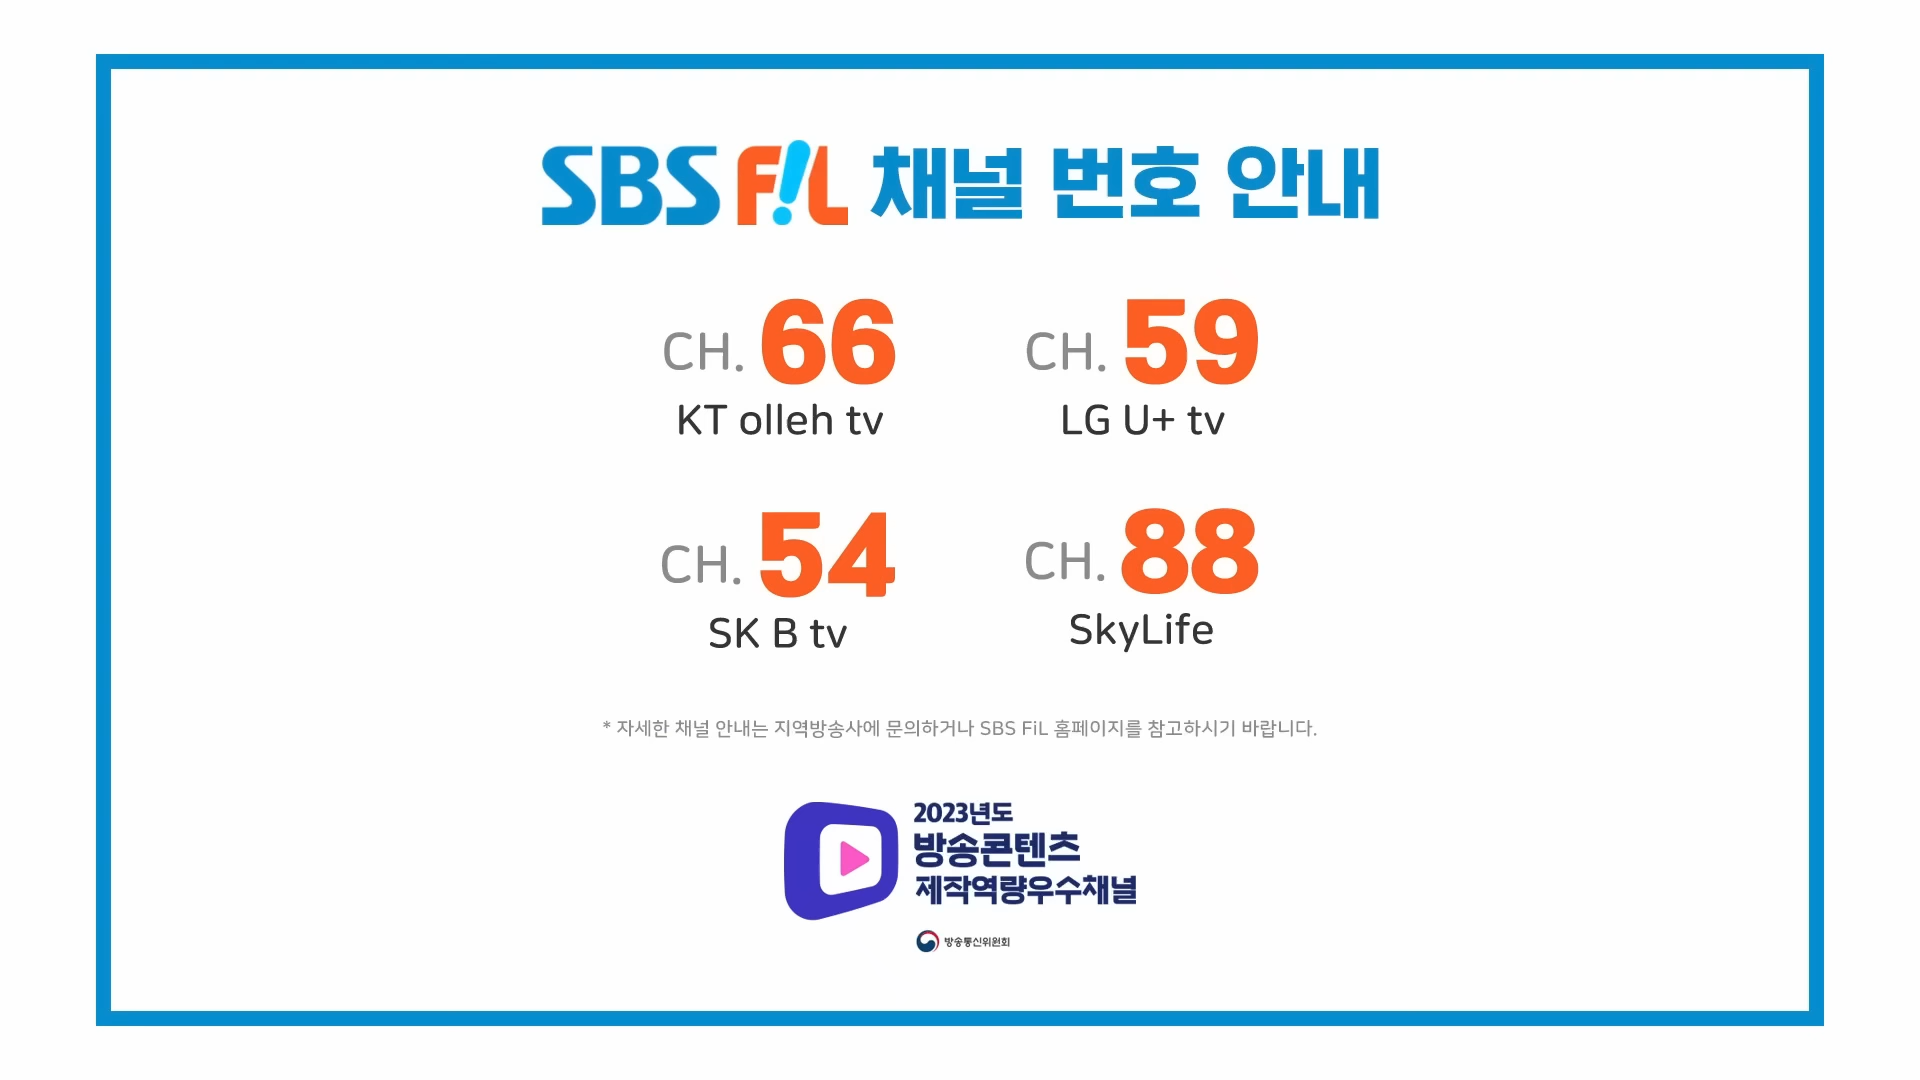 SBS F!L 채널 번호 안내
CH. 66
KT olleh tv
CH. 59
LG U+ tv
CH. 54
SK B tv
CH. 88
SkyLife
* 자세한 채널 안내는 지역방송사에 문의하거나 SBS FiL 홈페이지를 참고하시기 바랍니다.
2023년도
방송콘텐츠
제작역량우수채널
방송통신위원회